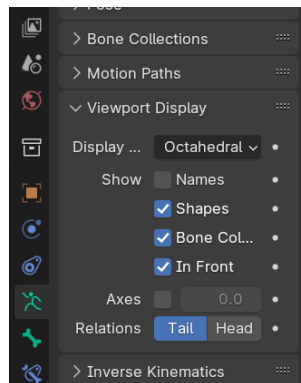 Bone Collections
Motion Paths
Viewport Display
Display ... Octahedral
Show Names
Shapes
Bone Col...
In Front
Axes 0.0
Relations Tail Head
Inverse Kinematics